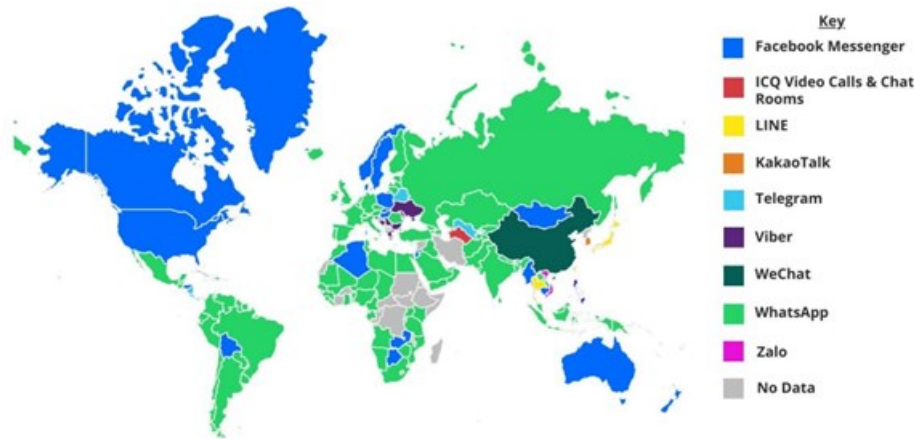 Key
Facebook Messenger
ICQ Video Calls & Chat
Rooms
LINE
KakaoTalk
Telegram
Viber
WeChat
WhatsApp
Zalo
No Data